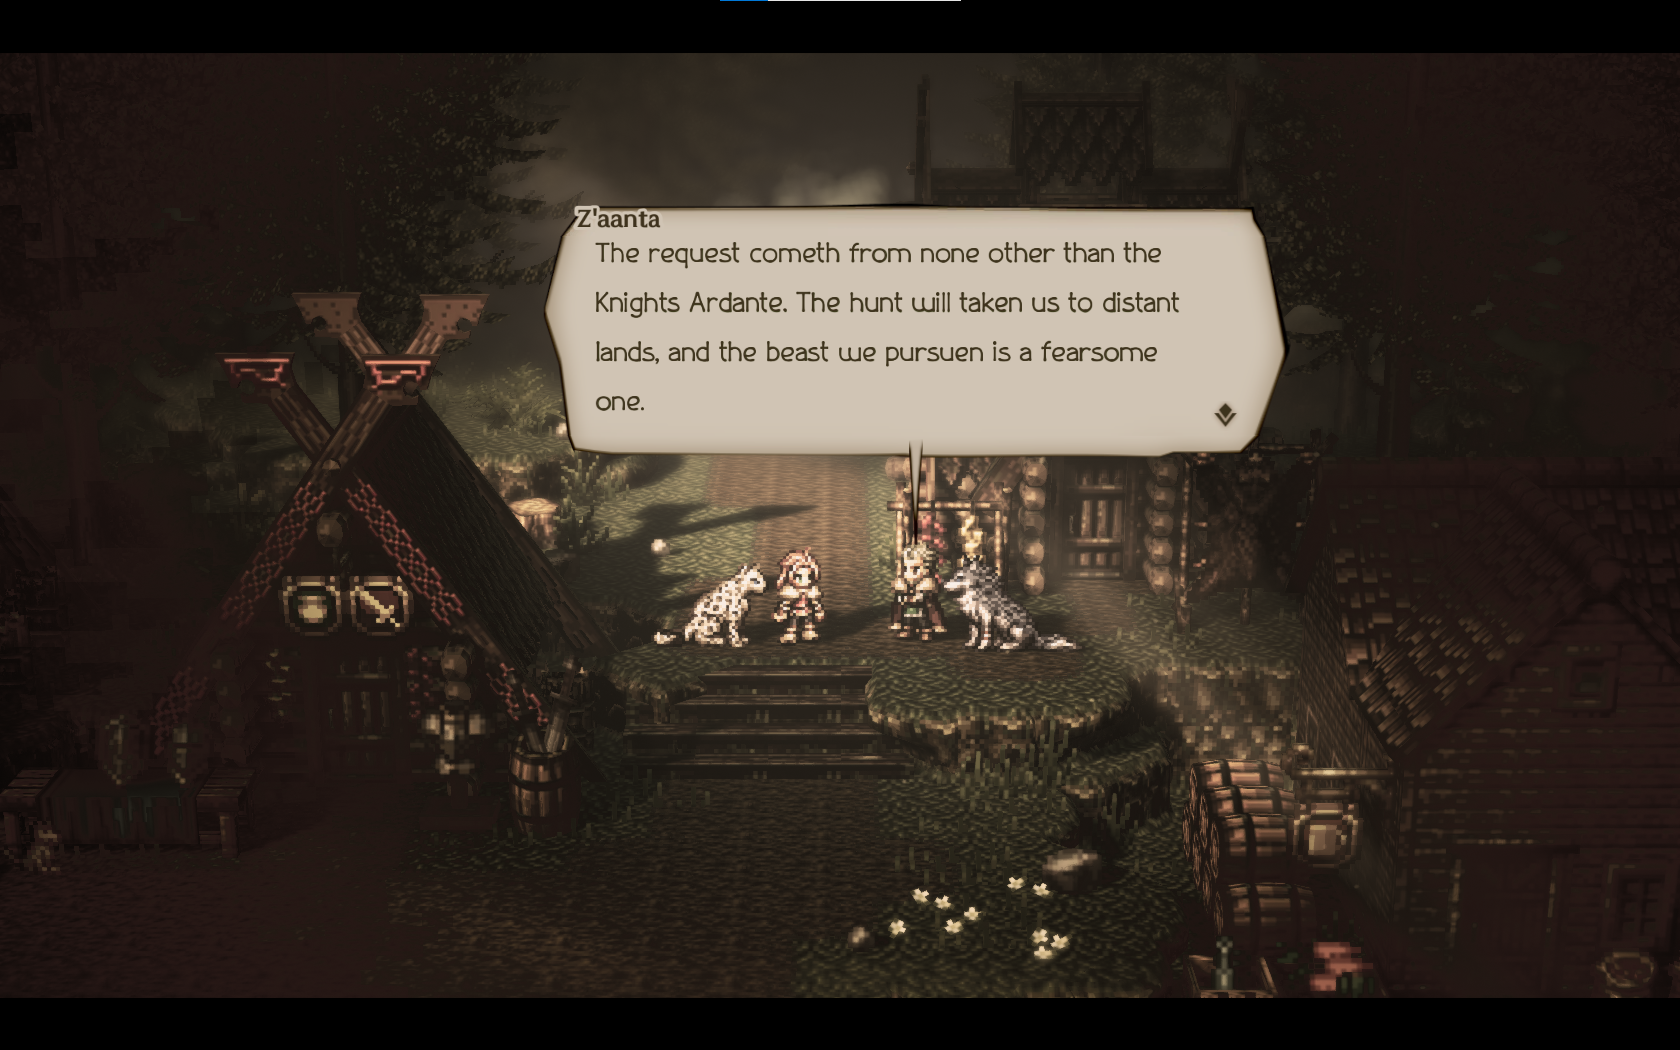 Z'aanta
The request cometh from none other than the
Knights Ardante. The hunt will taken us to distant
lands, and the beast we pursuen is a fearsome
one.